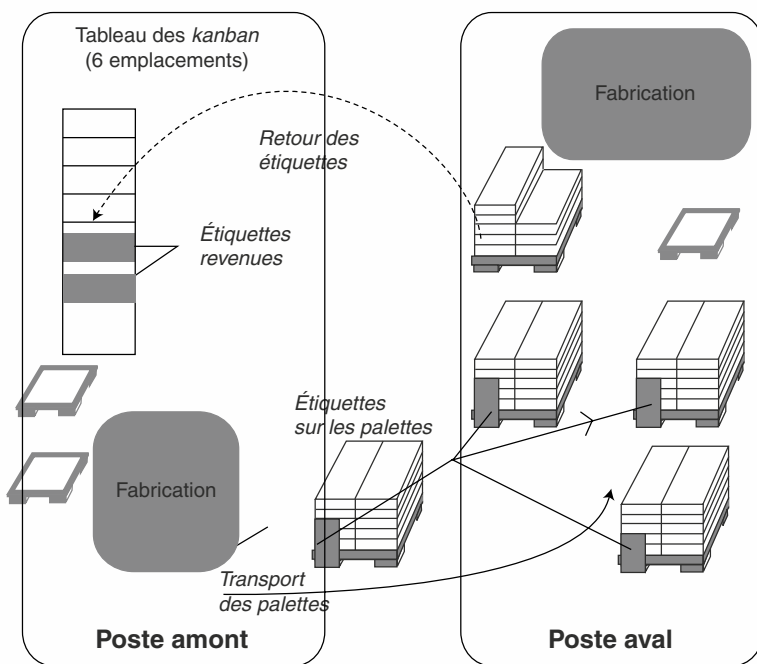 Tableau des kanban
(6 emplacements)
Fabrication
Retour des
étiquettes
Étiquettes
revenues
Étiquettes
sur les palettes
Fabrication
Transport
des palettes
Poste amont
Poste aval